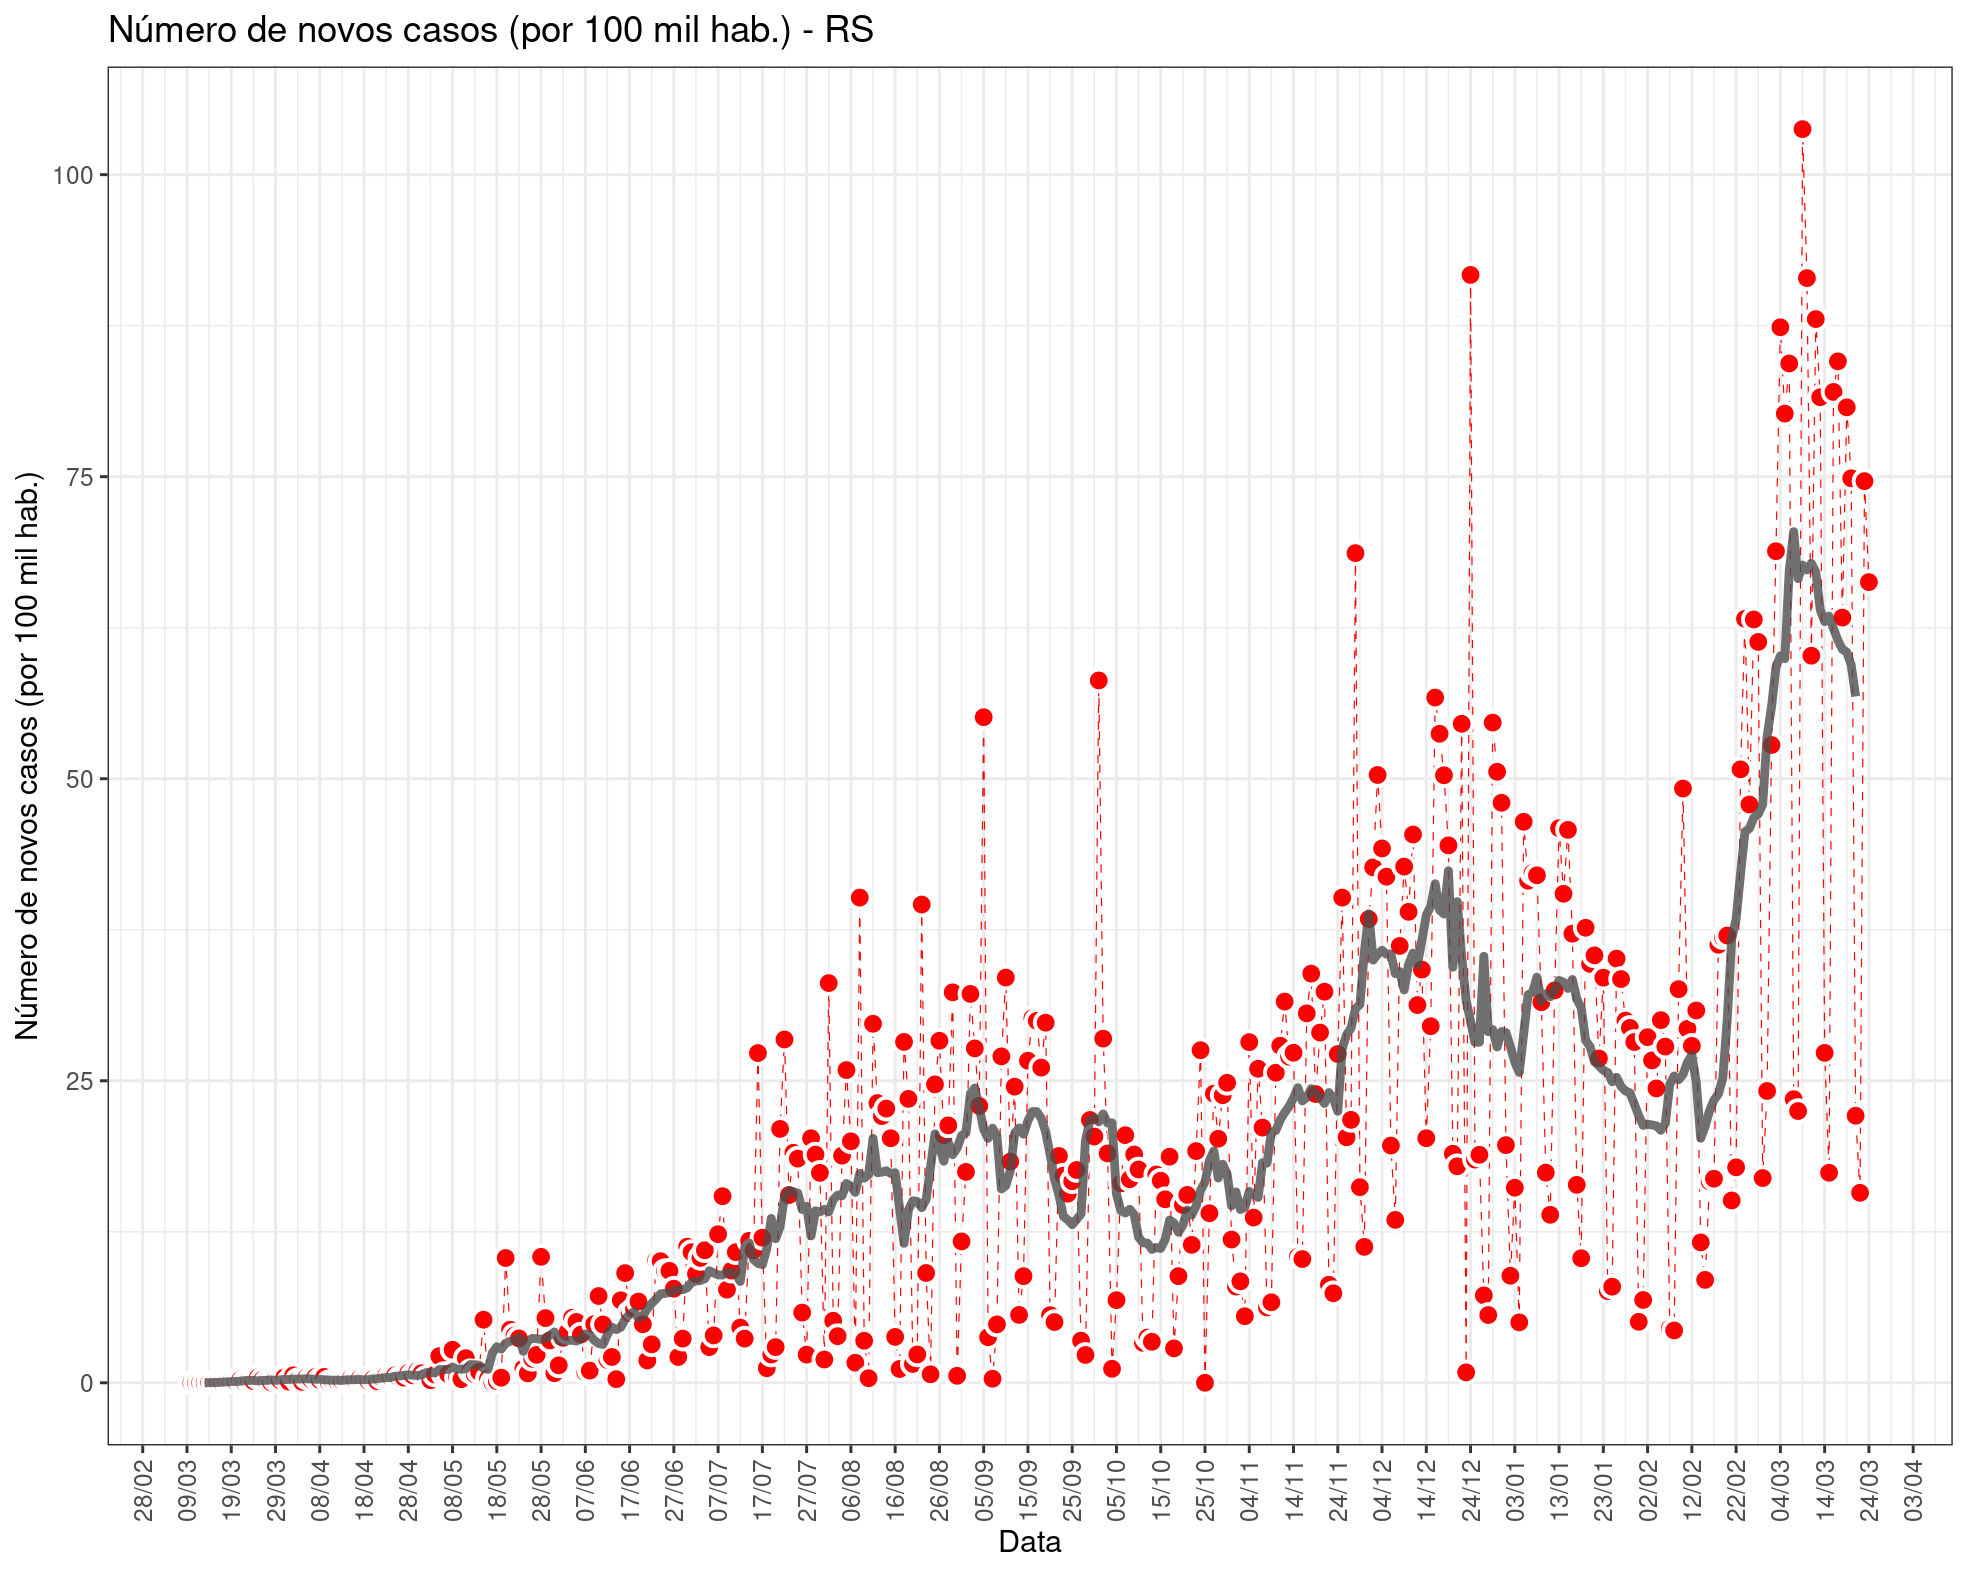 Número de novos casos (por 100 mil hab.) - RS
Número de novos casos (por 100 mil hab.)
100
75
50
25
0
28/02 09/03 19/03 29/03 08/04 18/04 28/04 08/05 18/05 28/05 07/06 17/06 27/06 07/07 17/07 27/07 06/08 16/08 26/08 05/09 15/09 25/09 05/10 15/10 25/10 04/11 14/11 24/11 04/12 14/12 24/12 03/01 13/01 23/01 02/02 12/02 22/02 04/03 14/03 24/03 03/04
Data